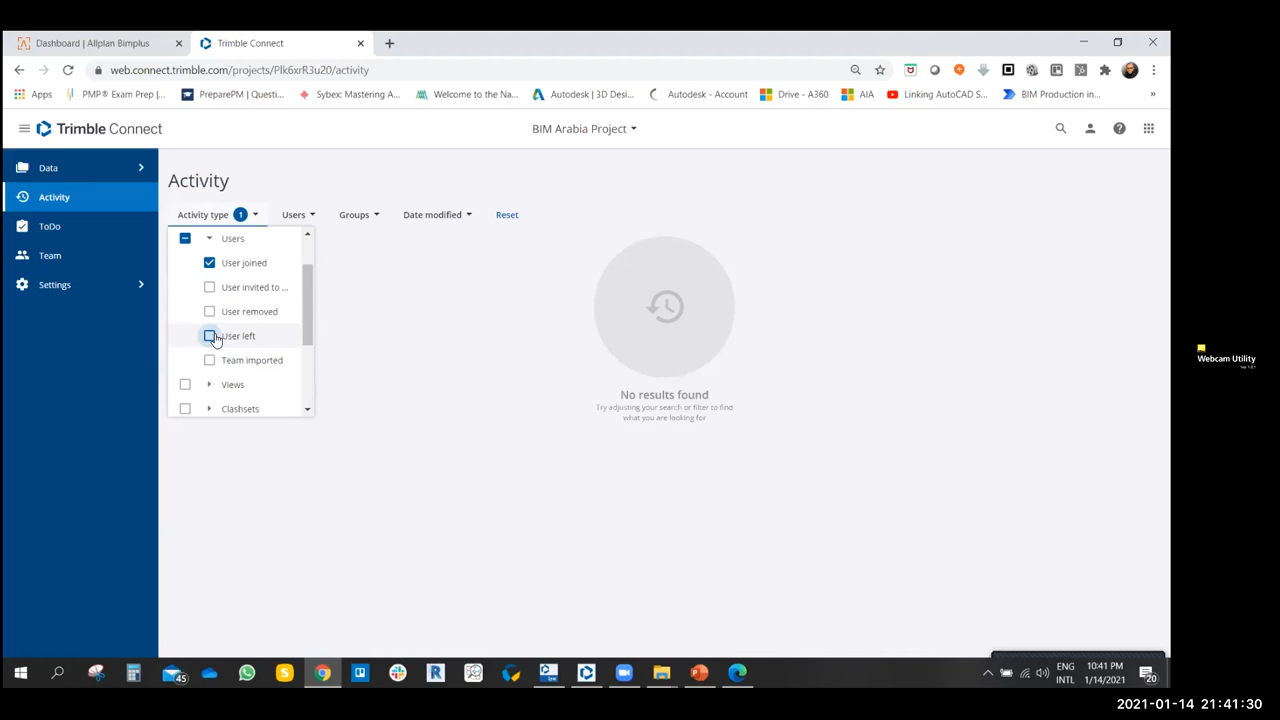 Dashboard | Allplan Bimplus
Trimble Connect
web.connect.trimble.com/projects/Plk6xrR3u20/activity
Apps
PMP® Exam Prep |...
PreparePM | Questi...
Sybex: Mastering A...
Welcome to the Na...
Autodesk | 3D Desi...
Autodesk - Account
Drive - A360
AIA
Linking AutoCAD S...
BIM Production in...
Trimble Connect
BIM Arabia Project
Data
Activity
ToDo
Team
Settings
Activity
Activity type 1
Users
Groups
Date modified
Reset
Users
User joined
User invited to ...
User removed
User left
Team imported
Views
Clashsets
No results found
Try adjusting your search or filter to find
what you are looking for
Webcam Utility
45
ENG
INTL
10:41 PM
1/14/2021
20
2021-01-14 21:41:30